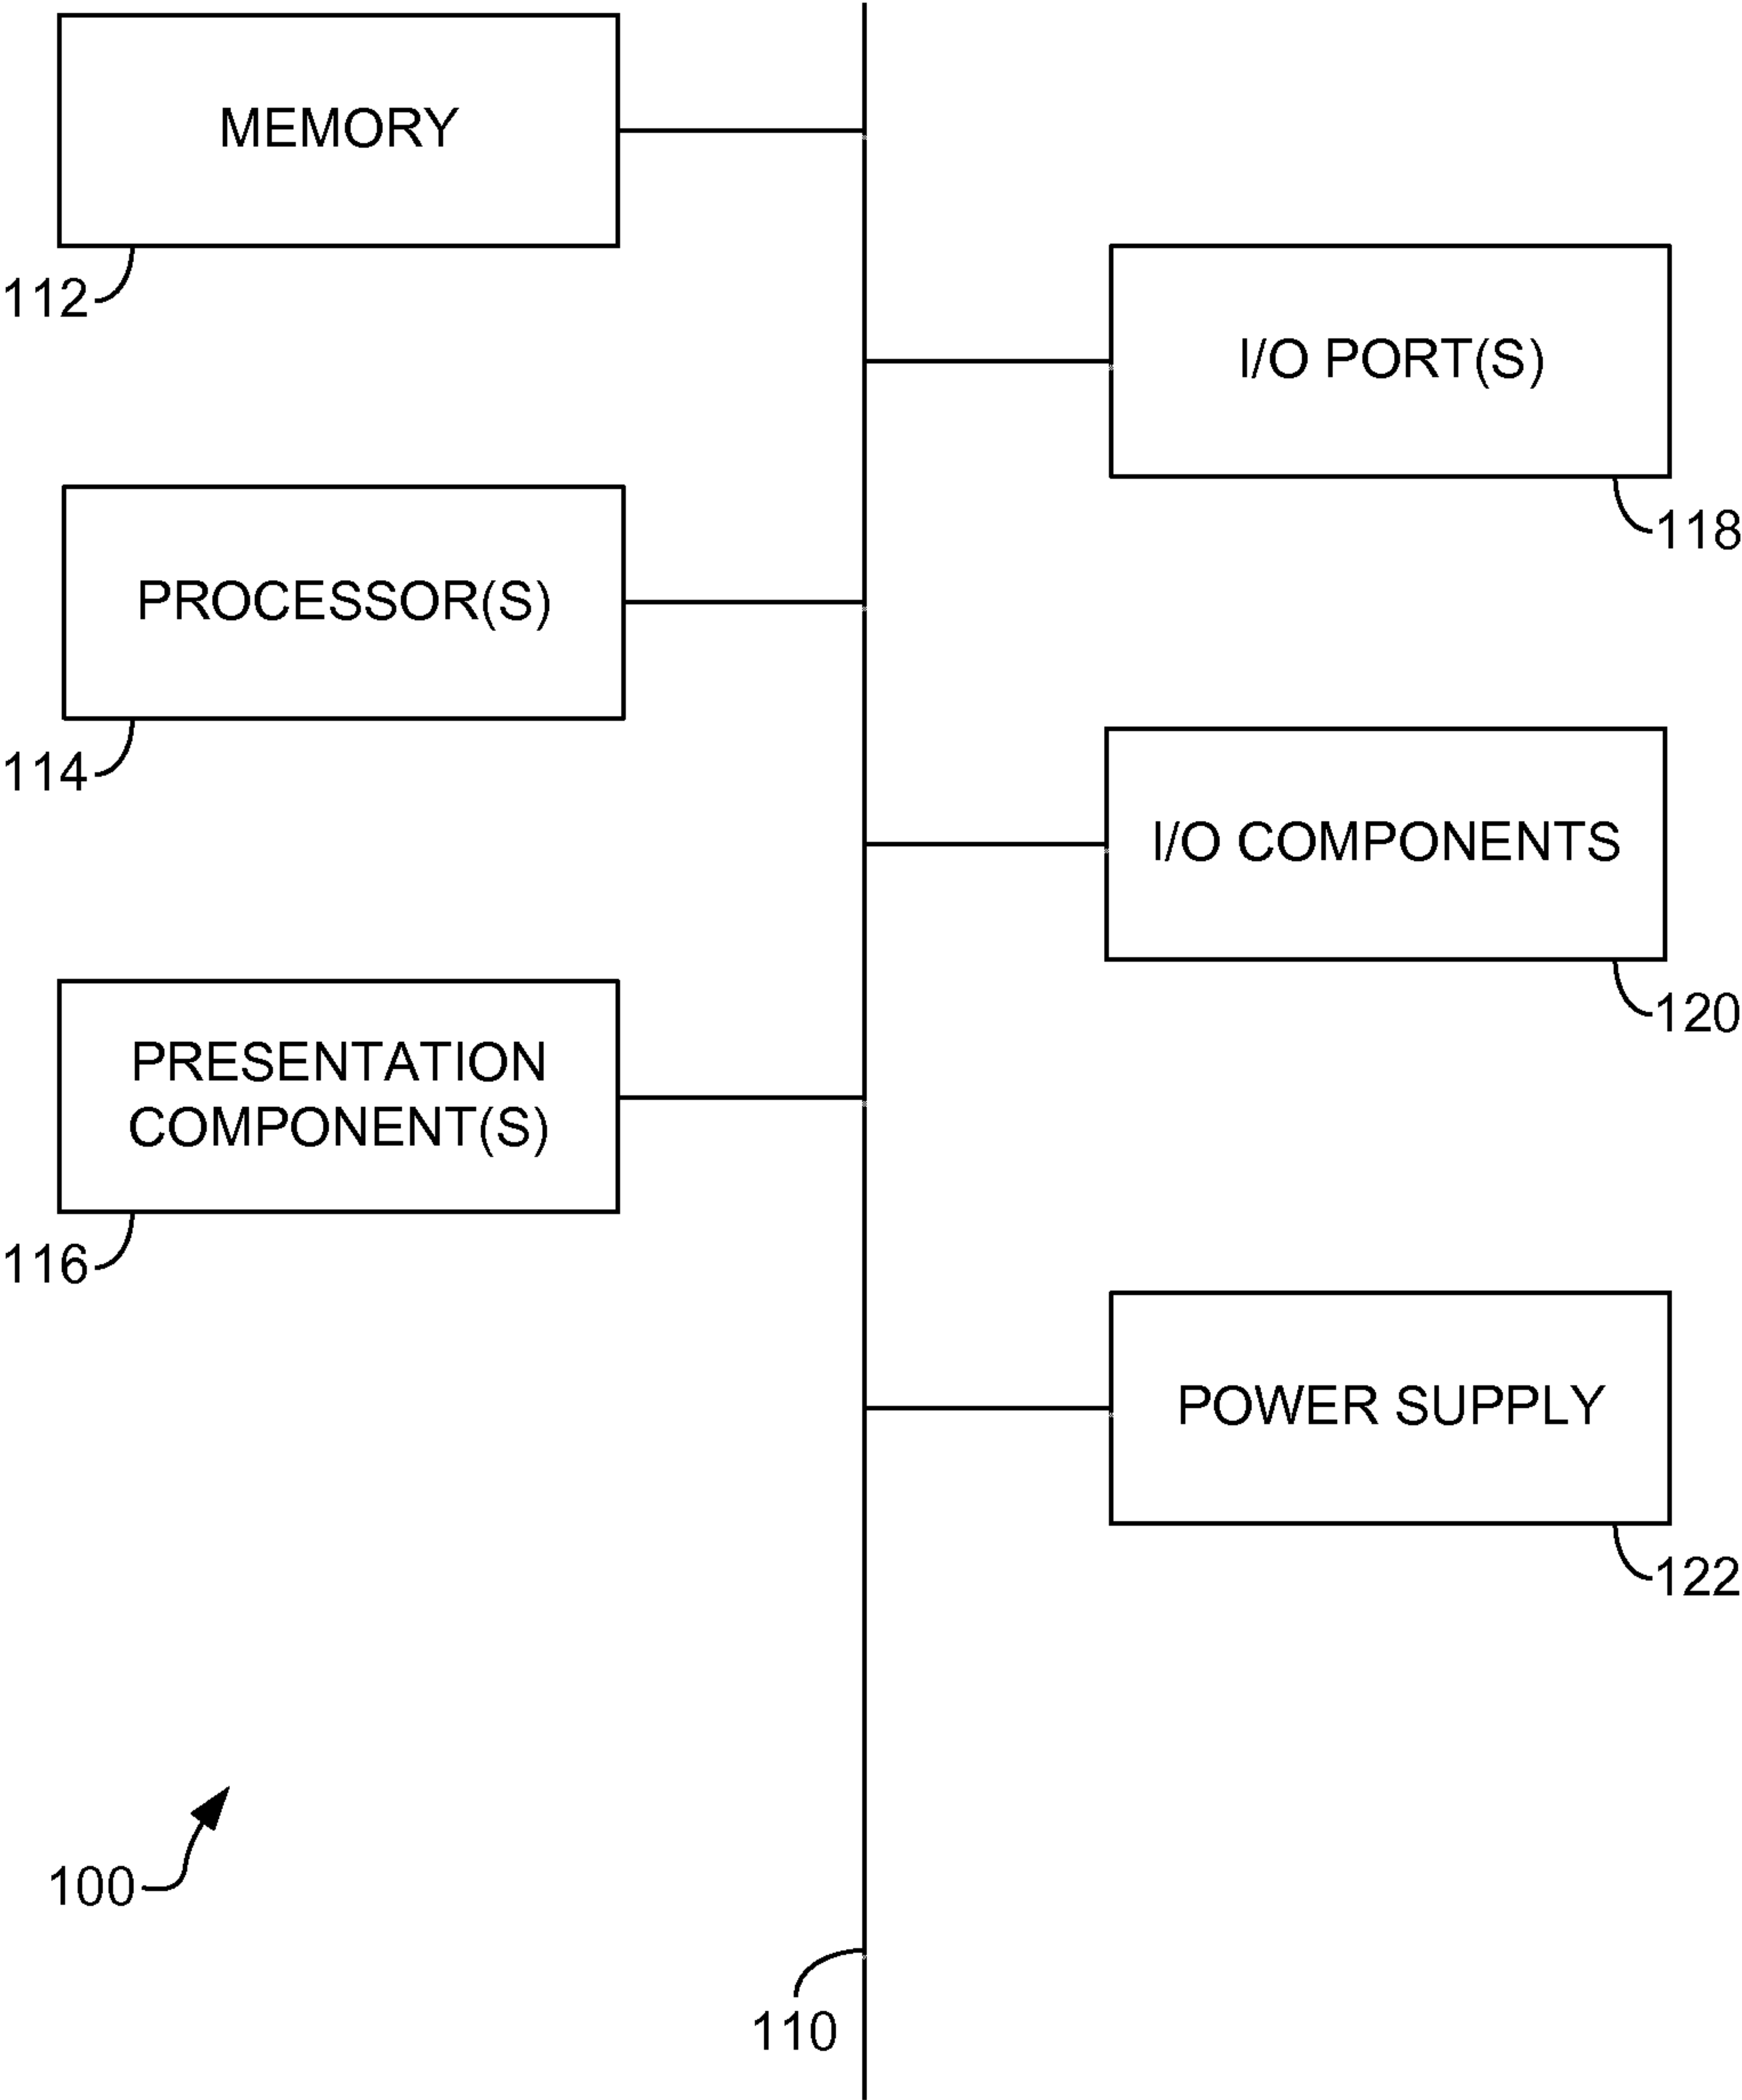 MEMORY
112
I/O PORT(S)
118
PROCESSOR(S)
114
I/O COMPONENTS
120
PRESENTATION
COMPONENT(S)
116
POWER SUPPLY
122
100
110